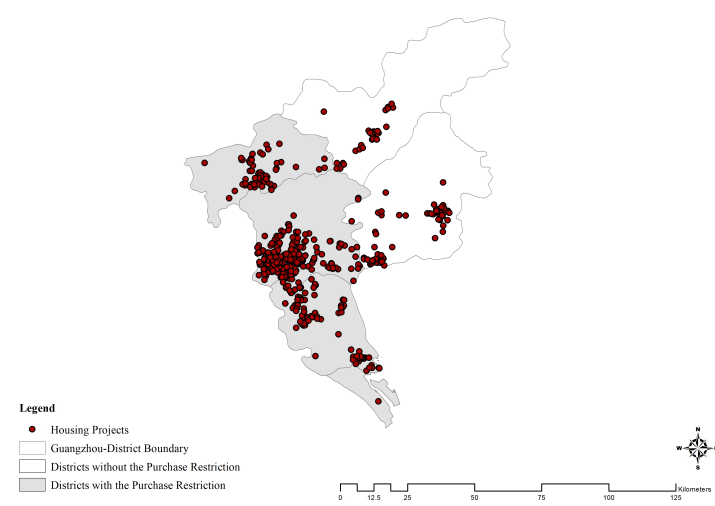 Legend
Housing Projects
Guangzhou-District Boundary
Districts without the Purchase Restriction
Districts with the Purchase Restriction
N
W
S
Kilometers
0 12.5 25 50 75 100 125